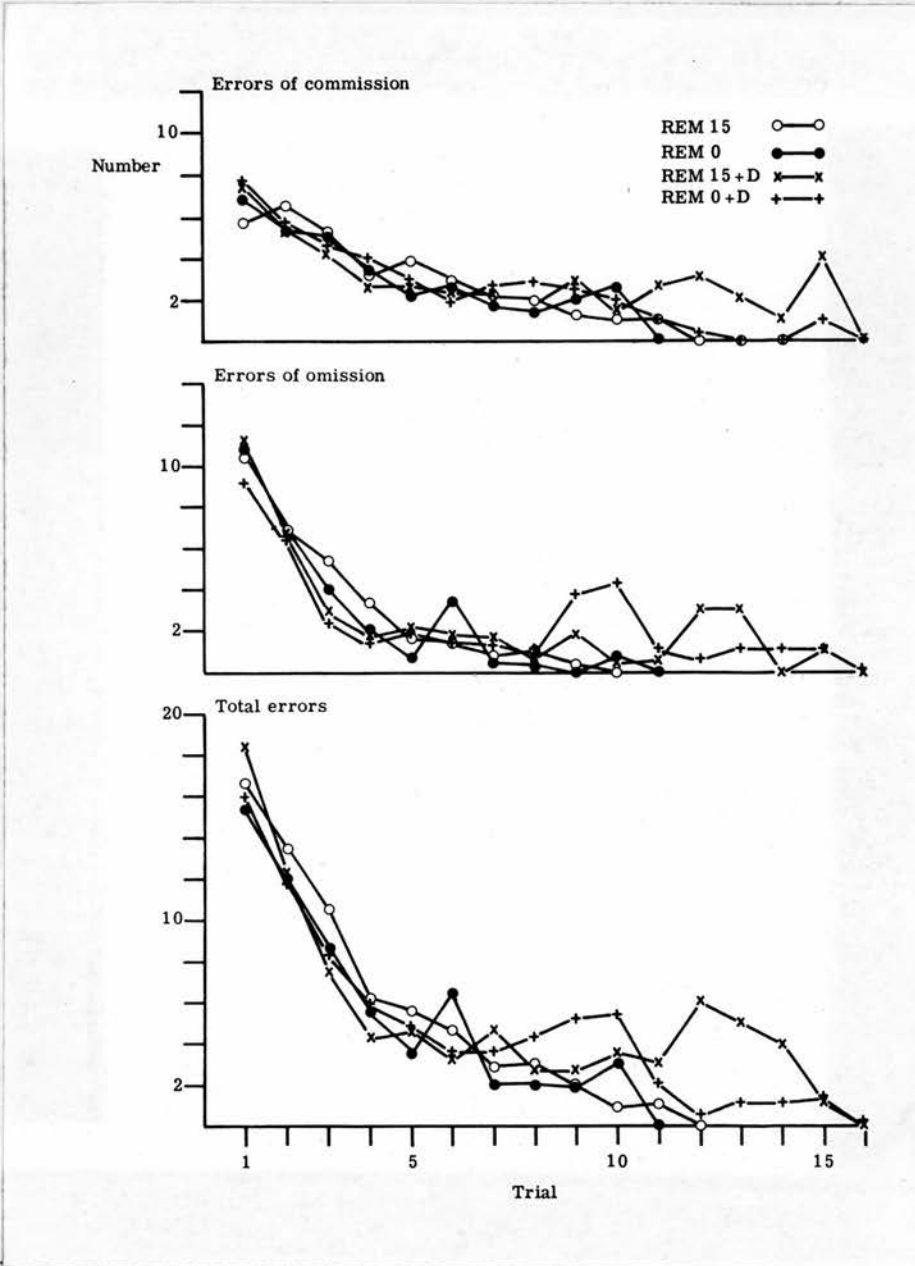 Errors of commission
10
Number
2
REM 15
REM 0
REM 15+D
REM 0+D
Errors of omission
10
2
Total errors
20
10
2
1 5 10 15
Trial